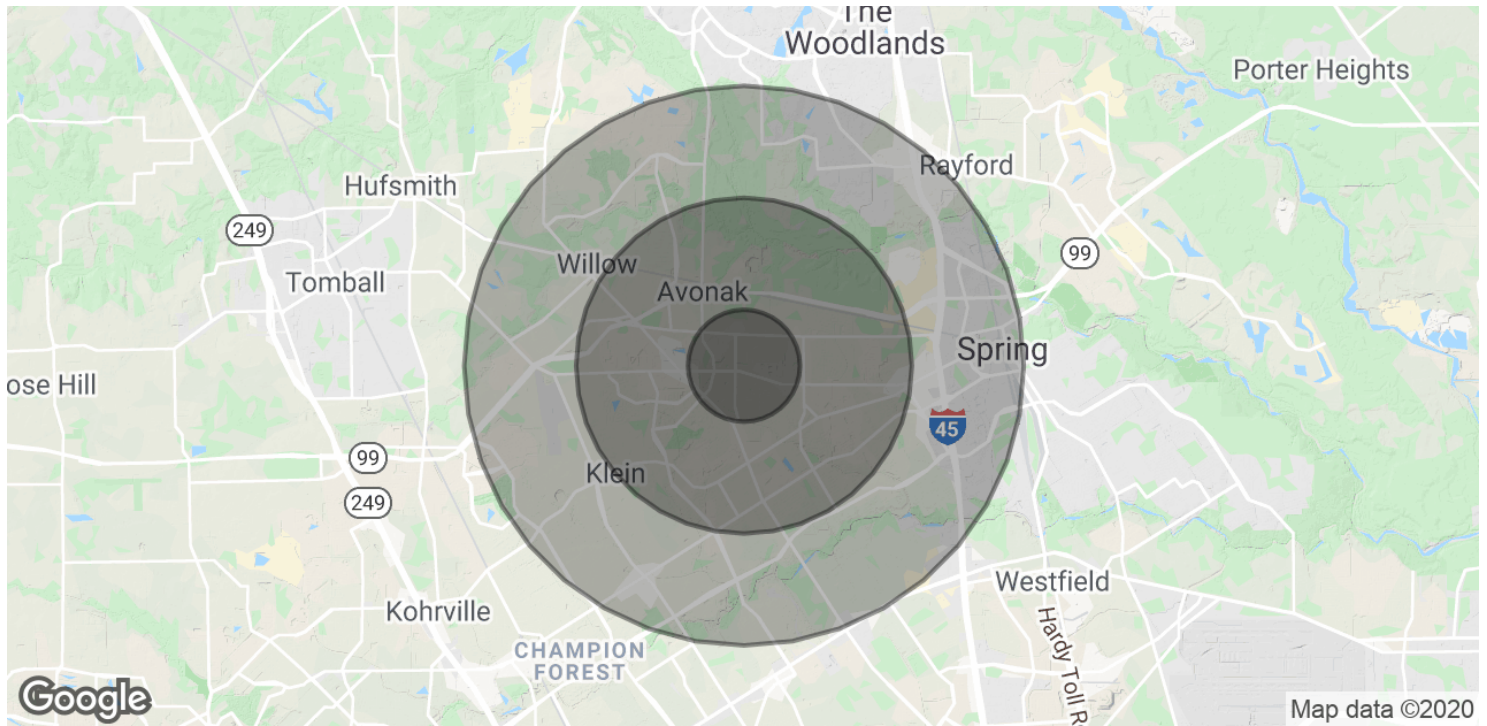 The
Woodlands
Porter Heights
Rayford
Hufsmith
249
Willow
99
Tomball
Avonak
Spring
ose Hill
45
99
Klein
249
Westfield
Kohrville
CHAMPION
FOREST
Hardy Toll R
Google
Map data ©2020